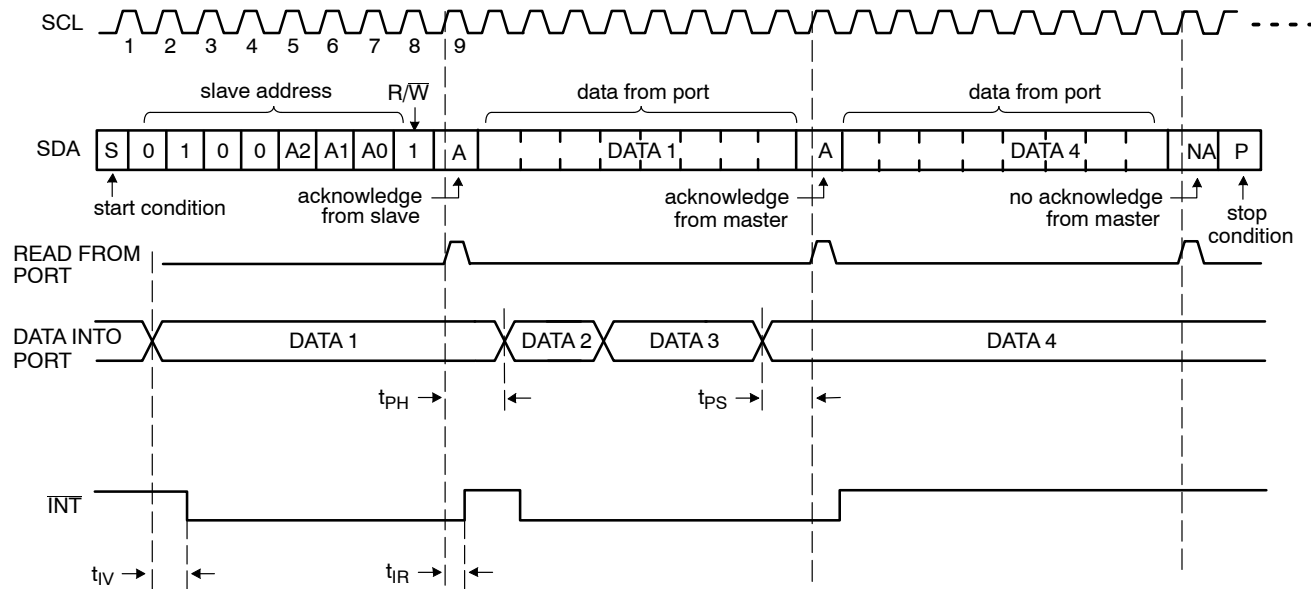 SCL
1 2 3 4 5 6 7 8 9
slave address R/W̅ data from port data from port
SDA S 0 1 0 0 A2 A1 A0 1 A DATA 1 A DATA 4 NA P
start condition
acknowledge
from slave
acknowledge
from master
no acknowledge
from master
stop
condition
READ FROM
PORT
DATA INTO
PORT
DATA 1 DATA 2 DATA 3 DATA 4
tPH tPS
I̅N̅T̅
tIV tIR